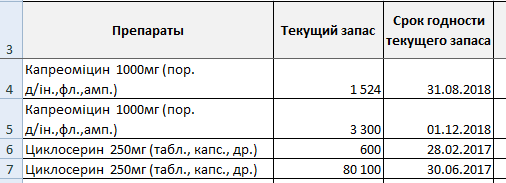 Препараты Текущий запас Срок годности
текущего запаса
3
Капреоміцин 1000мг (пор.
4 д/ін.,фл.,амп.) 1 524 31.08.2018
Капреоміцин 1000мг (пор.
5 д/ін.,фл.,амп.) 3 300 01.12.2018
6 Циклосерин 250мг (табл., капс., др.) 600 28.02.2017
7 Циклосерин 250мг (табл., капс., др.) 80 100 30.06.2017